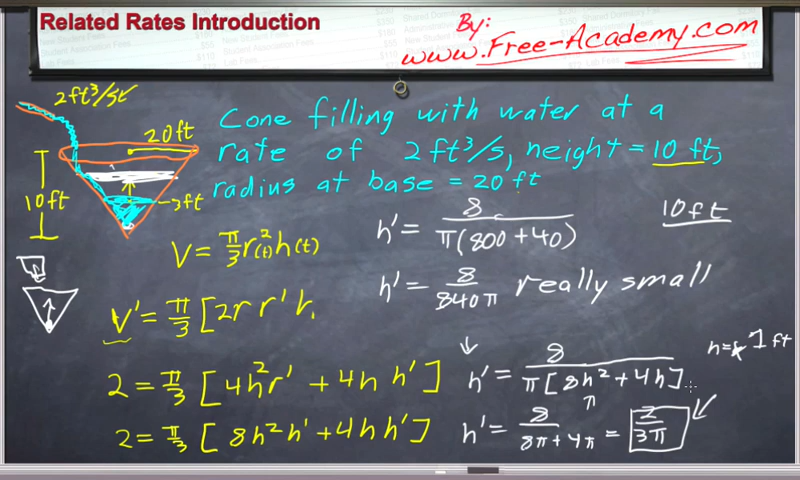 Related Rates Introduction
By:
www.Free-Academy.com
2ft³/s
20ft
10ft
3ft
Cone filling with water at a
rate of 2ft³/s, height = 10 ft,
radius at base = 20 ft
V = π/3 r²(t) h(t)
V' = π/3 [2r r' h
2 = π/3 [4h² r' + 4h h']
2 = π/3 [8h² h' + 4h h']
10ft
h' = 8/π(800 + 40)
h' = 8/840π really small
h = 1 ft
h' = 8/π[8h² + 4h]
π
h' = 8/8π + 4π = 2/3π